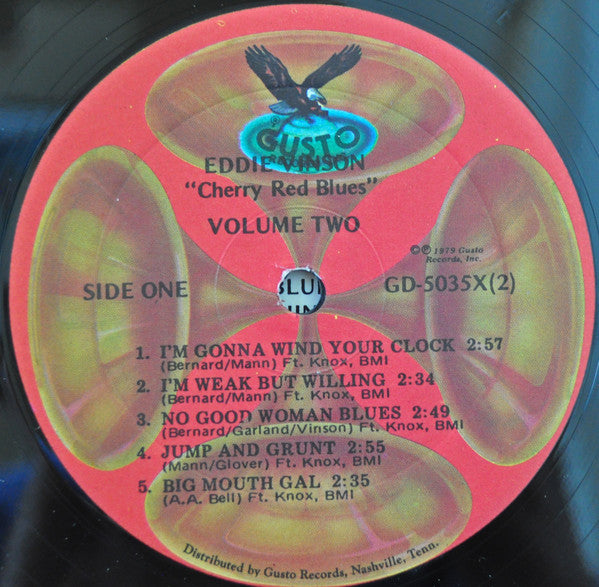 GUSTO
RECORDS
EDDIE VINSON
"Cherry Red Blues"
VOLUME TWO
©℗ 1979 Gusto
Records, Inc.
SIDE ONE
GD-5035X(2)
1. I'M GONNA WIND YOUR CLOCK 2:57
(Bernard/Mann) Ft. Knox, BMI
2. I'M WEAK BUT WILLING 2:34
(Bernard/Mann) Ft. Knox, BMI
3. NO GOOD WOMAN BLUES 2:49
(Bernard/Garland/Vinson) Ft. Knox, BMI
4. JUMP AND GRUNT 2:55
(Mann/Glover) Ft. Knox, BMI
5. BIG MOUTH GAL 2:35
(A.A. Bell) Ft. Knox, BMI
Distributed by Gusto Records, Nashville, Tenn.